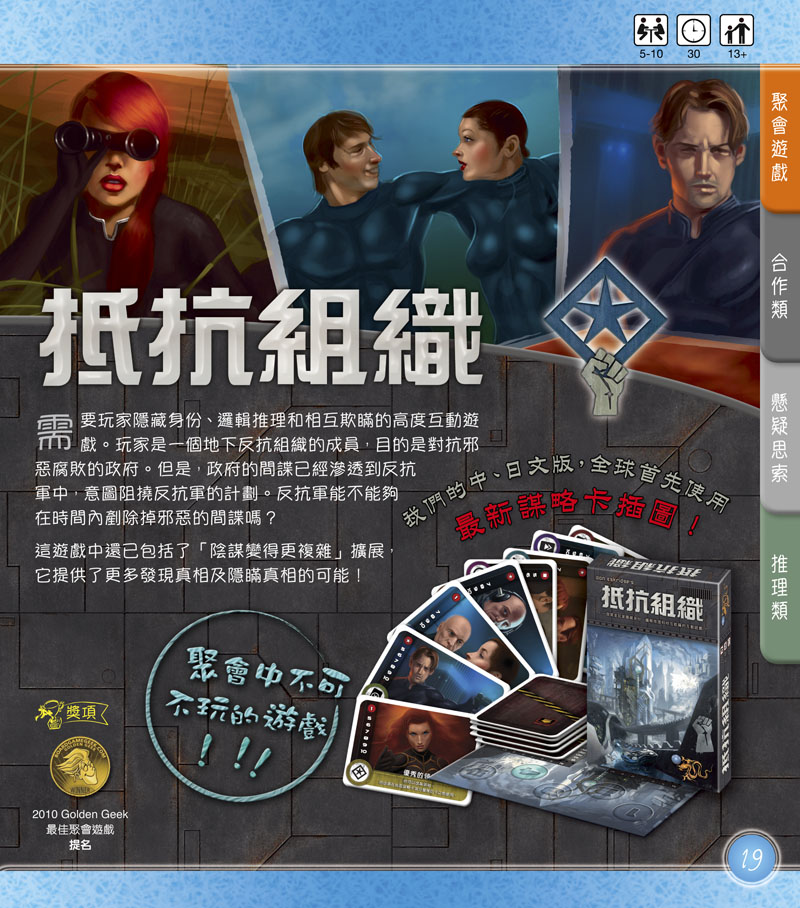 5-10
30
13+
聚會遊戲
合作類
懸疑思索
推理類
抵抗組織
需要玩家隱藏身份、邏輯推理和相互欺瞞的高度互動遊
戲。玩家是一個地下反抗組織的成員,目的是對抗邪
惡腐敗的政府。但是,政府的間諜已經滲透到反抗
軍中,意圖阻撓反抗軍的計劃。反抗軍能不能夠
在時間內剷除掉邪惡的間諜嗎?
這遊戲中還已包括了「陰謀變得更複雜」擴展,
它提供了更多發現真相及隱瞞真相的可能!
我們的中、日文版,全球首先使用
最新謀略卡插圖!
抵抗組織
抵抗組織
抵抗組織
聚會中不可
不玩的遊戲
!!!
獎項
WINNER
2010 Golden Geek
最佳聚會遊戲
提名
19